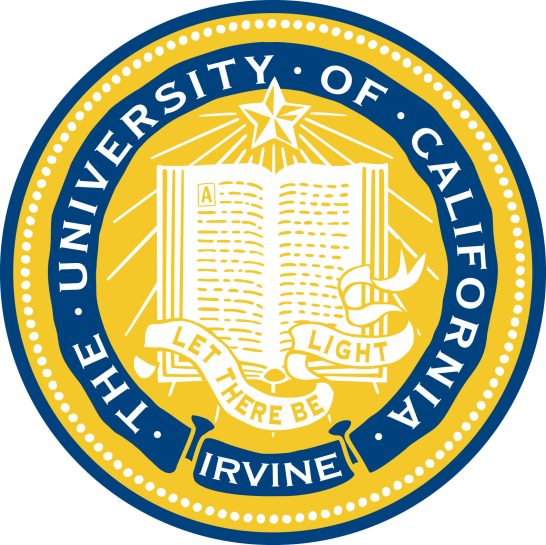 · THE · UNIVERSITY · OF · CALIFORNIA ·
A
LET THERE BE LIGHT
IRVINE